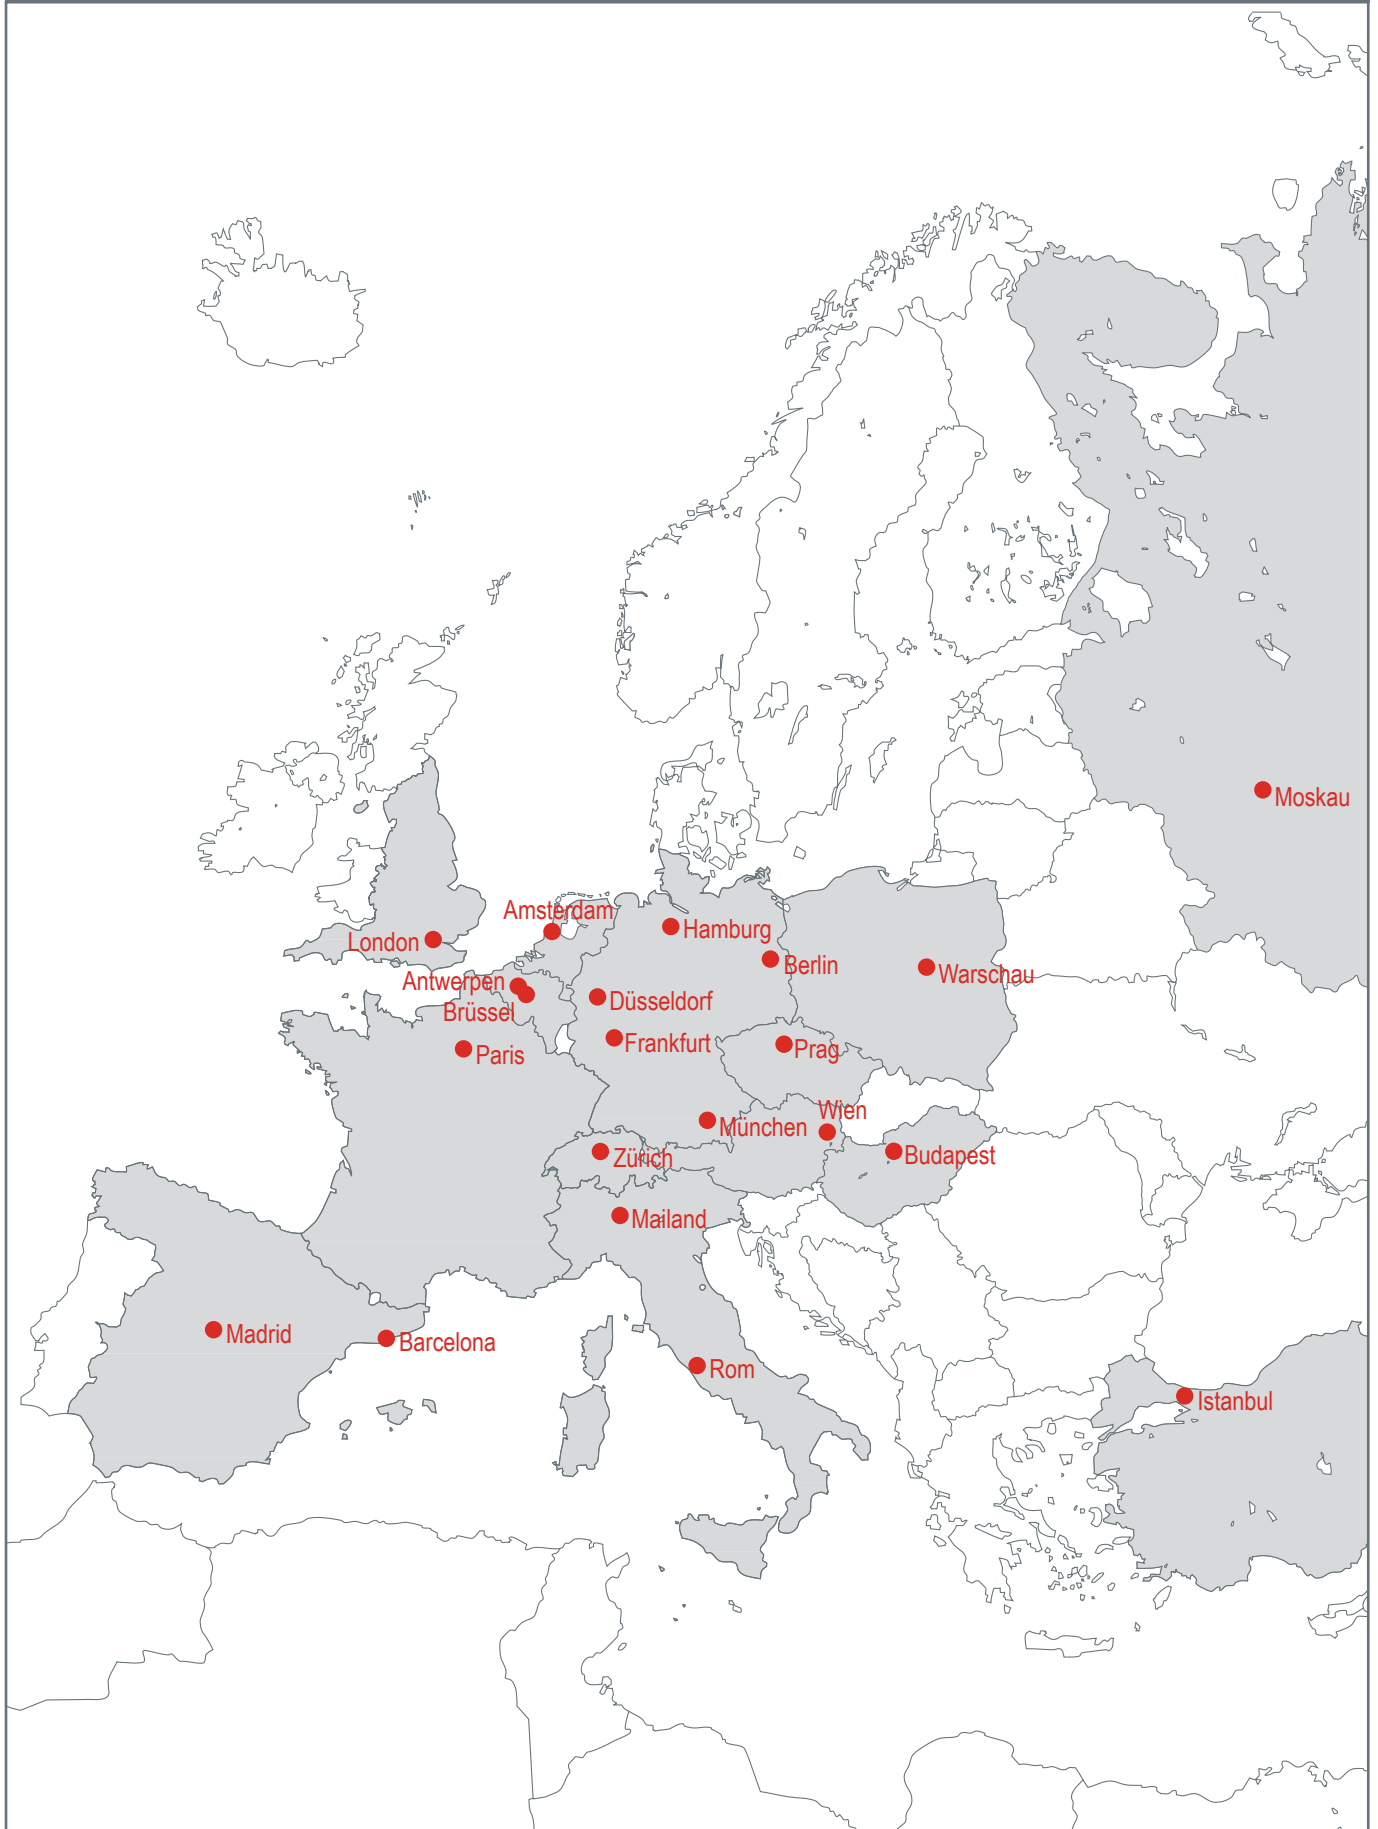 Moskau
Amsterdam
Hamburg
London
Berlin
Warschau
Antwerpen
Düsseldorf
Brüssel
Frankfurt
Prag
Paris
Wien
München
Zürich
Budapest
Mailand
Madrid
Barcelona
Rom
Istanbul